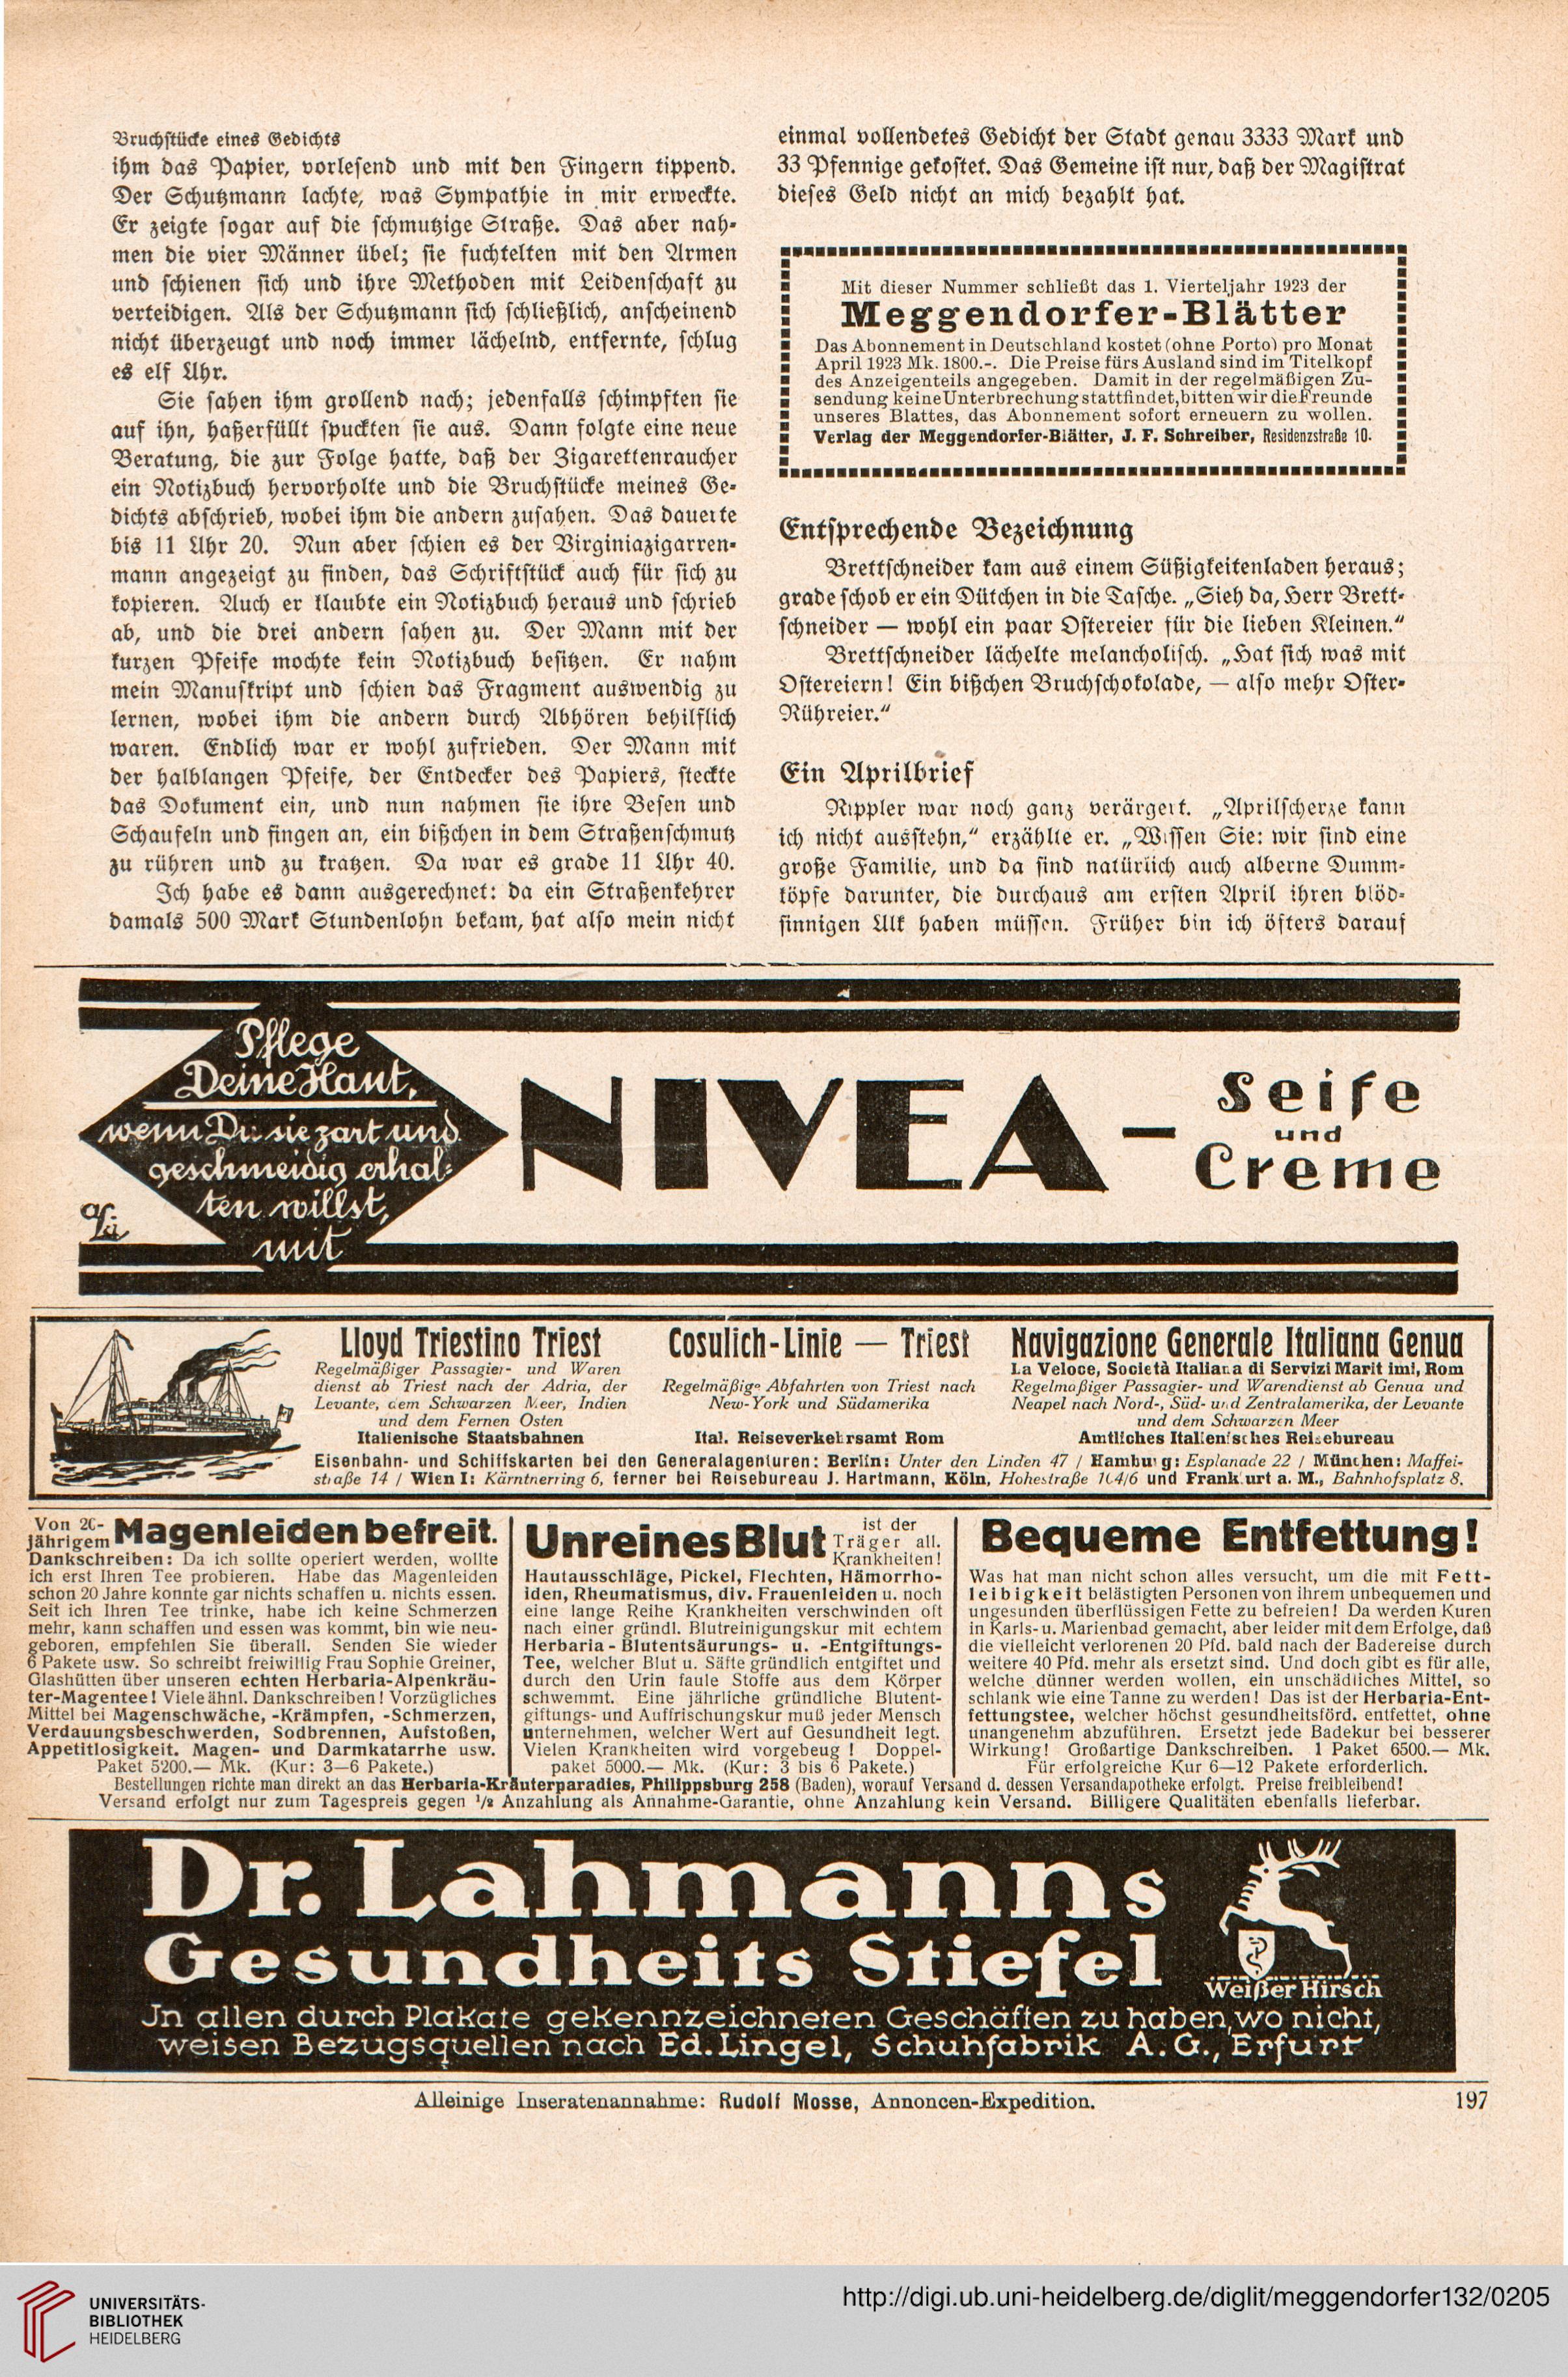 Bruchstücke eines Gedichts
ihm das Papier, vorlesend und mit den Fingern tippend.
Der Schutzmann lachte, was Sympathie in mir erweckte.
Er zeigte sogar auf die schmutzige Straße. Das aber nah-
men die vier Männer übel; sie fuchtelten mit den Armen
und schienen sich und ihre Methoden mit Leidenschaft zu
verteidigen. Als der Schutzmann sich schließlich, anscheinend
nicht überzeugt und noch immer lächelnd, entfernte, schlug
es elf Uhr.
Sie sahen ihm grollend nach; jedenfalls schimpften sie
auf ihn, haßerfüllt spuckten sie aus. Dann folgte eine neue
Beratung, die zur Folge hatte, daß der Zigarettenraucher
ein Notizbuch hervorholte und die Bruchstücke meines Ge-
dichts abschrieb, wobei ihm die andern zusahen. Das dauerte
bis 11 Uhr 20. Nun aber schien es der Virginiazigarren-
mann angezeigt zu finden, das Schriftstück auch für sich zu
kopieren. Auch er klaubte ein Notizbuch heraus und schrieb
ab, und die drei andern sahen zu. Der Mann mit der
kurzen Pfeife mochte kein Notizbuch besitzen. Er nahm
mein Manuskript und schien das Fragment auswendig zu
lernen, wobei ihm die andern durch Abhören behilflich
waren. Endlich war er wohl zufrieden. Der Mann mit
der halblangen Pfeife, der Entdecker des Papiers, steckte
das Dokument ein, und nun nahmen sie ihre Besen und
Schaufeln und fingen an, ein bißchen in dem Straßenschmutz
zu rühren und zu kratzen. Da war es grade 11 Uhr 40.
Ich habe es dann ausgerechnet: da ein Straßenkehrer
damals 500 Mark Stundenlohn bekam, hat also mein nicht
einmal vollendetes Gedicht der Stadt genau 3333 Mark und
33 Pfennige gekostet. Das Gemeine ist nur, daß der Magistrat
dieses Geld nicht an mich bezahlt hat.
Mit dieser Nummer schließt das 1. Vierteljahr 1923 der
Meggendorfer-Blätter
Das Abonnement in Deutschland kostet (ohne Porto) pro Monat
April 1923 Mk. 1800.-. Die Preise fürs Ausland sind im Titelkopf
des Anzeigenteils angegeben. Damit in der regelmäßigen Zu-
sendung keine Unterbrechung stattfindet, bitten wir die Freunde
unseres Blattes, das Abonnement sofort erneuern zu wollen.
Verlag der Meggendorfer-Blätter, J. F. Schreiber, Residenzstraße 10.
Entsprechende Bezeichnung
Brettschneider kam aus einem Süßigkeitenladen heraus;
grade schob er ein Dütchen in die Tasche. „Sieh da, Herr Brett-
schneider — wohl ein paar Ostereier für die lieben Kleinen.“
Brettschneider lächelte melancholisch. „Hat sich was mit
Ostereiern! Ein bißchen Bruchschokolade, — also mehr Oster-
Rühreier.“
Ein Aprilbrief
Rippler war noch ganz verärgert. „Aprilscherze kann
ich nicht ausstehn,“ erzählte er. „Wissen Sie: wir sind eine
große Familie, und da sind natürlich auch alberne Dumm-
köpfe darunter, die durchaus am ersten April ihren blöd-
sinnigen Ulk haben müssen. Früher bin ich öfters darauf
Pflege
Deine Haut,
wenn Du sie zart und
geschmeidig erhal-
ten willst,
mit
NIVEA-
Seife
und
Creme
Lloyd Triestino Triest
Regelmäßiger Passagier- und Waren
dienst ab Triest nach der Adria, der
Levante, dem Schwarzen Meer, Indien
und dem Fernen Osten
Italienische Staatsbahnen
Cosulich-Linie — Triest
Regelmäßige Abfahrten von Triest nach
New-York und Südamerika
Ital. Reiseverkehrsamt Rom
Navigazione Generale Italiana Genua
La Veloce, Società Italiana di Servizi Marittimi, Rom
Regelmäßiger Passagier- und Warendienst ab Genua und
Neapel nach Nord-, Süd- und Zentralamerika, der Levante
und dem Schwarzen Meer
Amtliches Italienisches Reisebureau
Eisenbahn- und Schiffskarten bei den Generalagenturen: Berlin: Unter den Linden 47 / Hamburg: Esplanade 22 / München: Maffei-
straße 14 / Wien I: Kärntnerring 6, ferner bei Reisebureau J. Hartmann, Köln, Hohestraße 104/6 und Frankfurt a. M., Bahnhofsplatz 8.
Von 20-
jährigem Magenleiden befreit.
Dankschreiben: Da ich sollte operiert werden, wollte
ich erst Ihren Tee probieren. Habe das Magenleiden
schon 20 Jahre konnte gar nichts schaffen u. nichts essen.
Seit ich Ihren Tee trinke, habe ich keine Schmerzen
mehr, kann schaffen und essen was kommt, bin wie neu-
geboren, empfehlen Sie überall. Senden Sie wieder
6 Pakete usw. So schreibt freiwillig Frau Sophie Greiner,
Glashütten über unseren echten Herbaria-Alpenkräu-
ter-Magentee! Viele ähnl. Dankschreiben! Vorzügliches
Mittel bei Magenschwäche, -Krämpfen, -Schmerzen,
Verdauungsbeschwerden, Sodbrennen, Aufstoßen,
Appetitlosigkeit. Magen- und Darmkatarrhe usw.
Paket 5200.— Mk. (Kur: 3—6 Pakete.)
Unreines Blut ist der
Träger all.
Krankheiten!
Hautausschläge, Pickel, Flechten, Hämorrho-
iden, Rheumatismus, div. Frauenleiden u. noch
eine lange Reihe Krankheiten verschwinden oft
nach einer gründl. Blutreinigungskur mit echtem
Herbaria-Blutentsäurungs- u. -Entgiftungs-
Tee, welcher Blut u. Säfte gründlich entgiftet und
durch den Urin faule Stoffe aus dem Körper
schwemmt. Eine jährliche gründliche Blutent-
giftungs- und Auffrischungskur muß jeder Mensch
unternehmen, welcher Wert auf Gesundheit legt.
Vielen Krankheiten wird vorgebeug ! Doppel-
paket 5000.— Mk. (Kur: 3 bis 6 Pakete.)
Bequeme Entfettung!
Was hat man nicht schon alles versucht, um die mit Fett-
leibigkeit belästigten Personen von ihrem unbequemen und
ungesunden überflüssigen Fette zu befreien! Da werden Kuren
in Karls- u. Marienbad gemacht, aber leider mit dem Erfolge, daß
die vielleicht verlorenen 20 Pfd. bald nach der Badereise durch
weitere 40 Pfd. mehr als ersetzt sind. Und doch gibt es für alle,
welche dünner werden wollen, ein unschädliches Mittel, so
schlank wie eine Tanne zu werden! Das ist der Herbaria-Ent-
fettungstee, welcher höchst gesundheitsförd. entfettet, ohne
unangenehm abzuführen. Ersetzt jede Badekur bei besserer
Wirkung! Großartige Dankschreiben. 1 Paket 6500.— Mk.
Für erfolgreiche Kur 6—12 Pakete erforderlich.
Bestellungen richte man direkt an das Herbaria-Kräuterparadies, Philippsburg 258 (Baden), worauf Versand d. dessen Versandapotheke erfolgt. Preise freibleibend!
Versand erfolgt nur zum Tagespreis gegen 1/2 Anzahlung als Annahme-Garantie, ohne Anzahlung kein Versand. Billigere Qualitäten ebenfalls lieferbar.
Dr. Lahmanns
Gesundheits Stiefel
Weißer Hirsch
In allen durch Plakate gekennzeichneten Geschäften zu haben, wo nicht,
weisen Bezugsquellen nach Ed. Lingel, Schuhfabrik A.G., Erfurt
Alleinige Inseratenannahme: Rudolf Mosse, Annoncen-Expedition.
197
UNIVERSITÄTS-
BIBLIOTHEK
HEIDELBERG
http://digi.ub.uni-heidelberg.de/diglit/meggendorfer132/0205